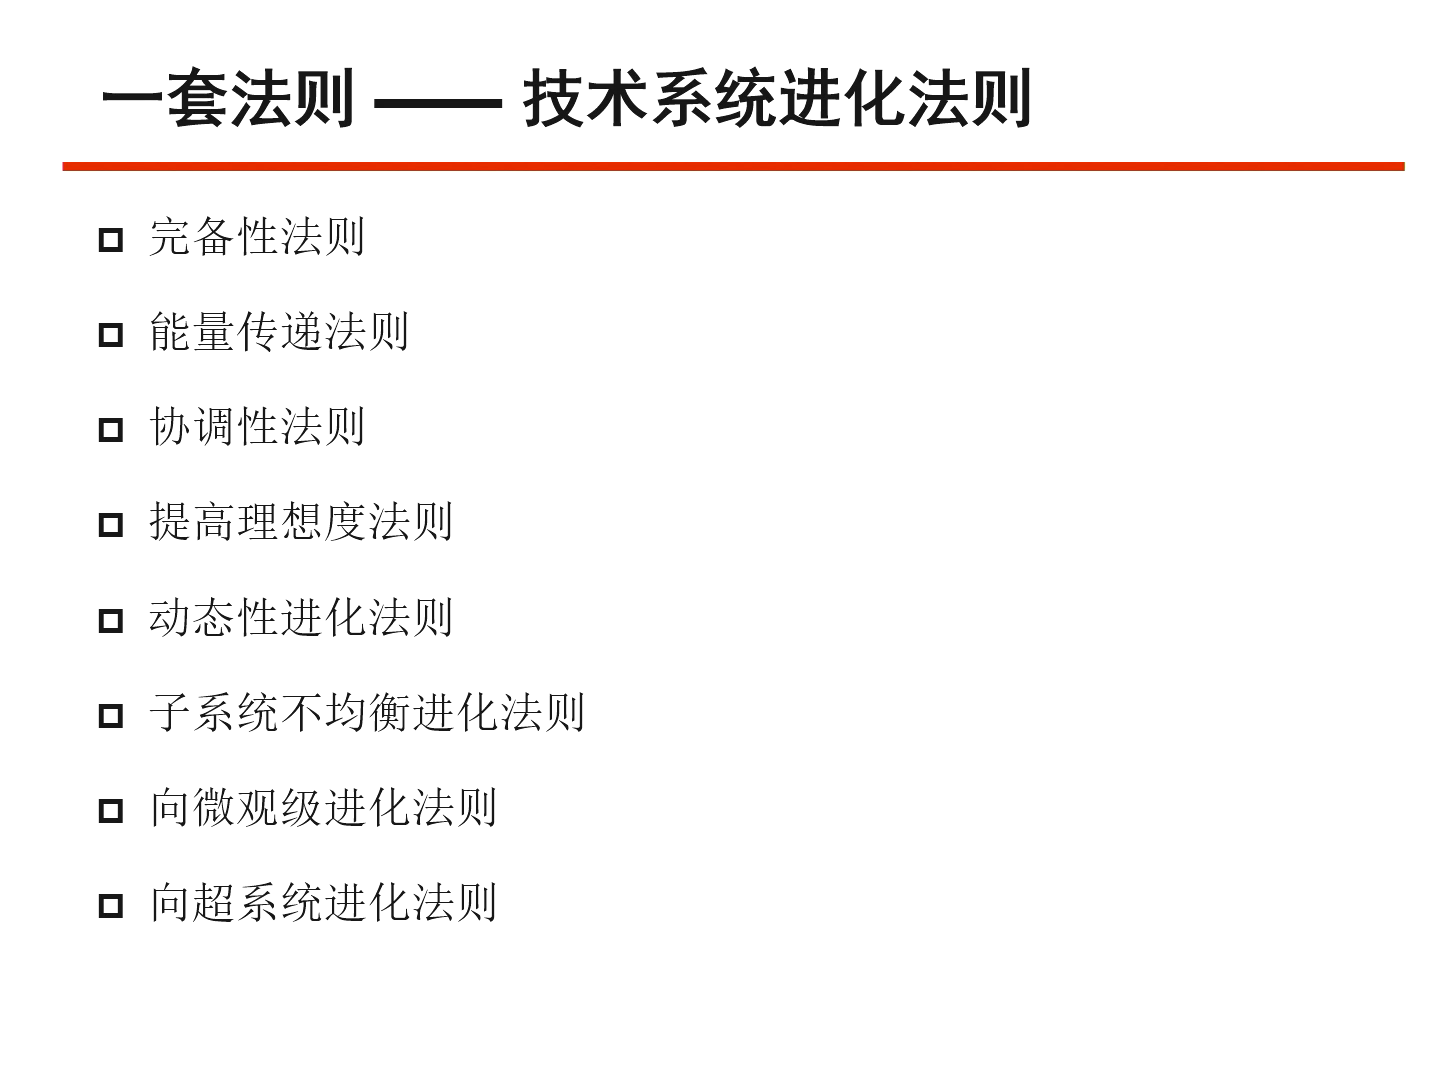 一套法则 —— 技术系统进化法则
完备性法则
能量传递法则
协调性法则
提高理想度法则
动态性进化法则
子系统不均衡进化法则
向微观级进化法则
向超系统进化法则